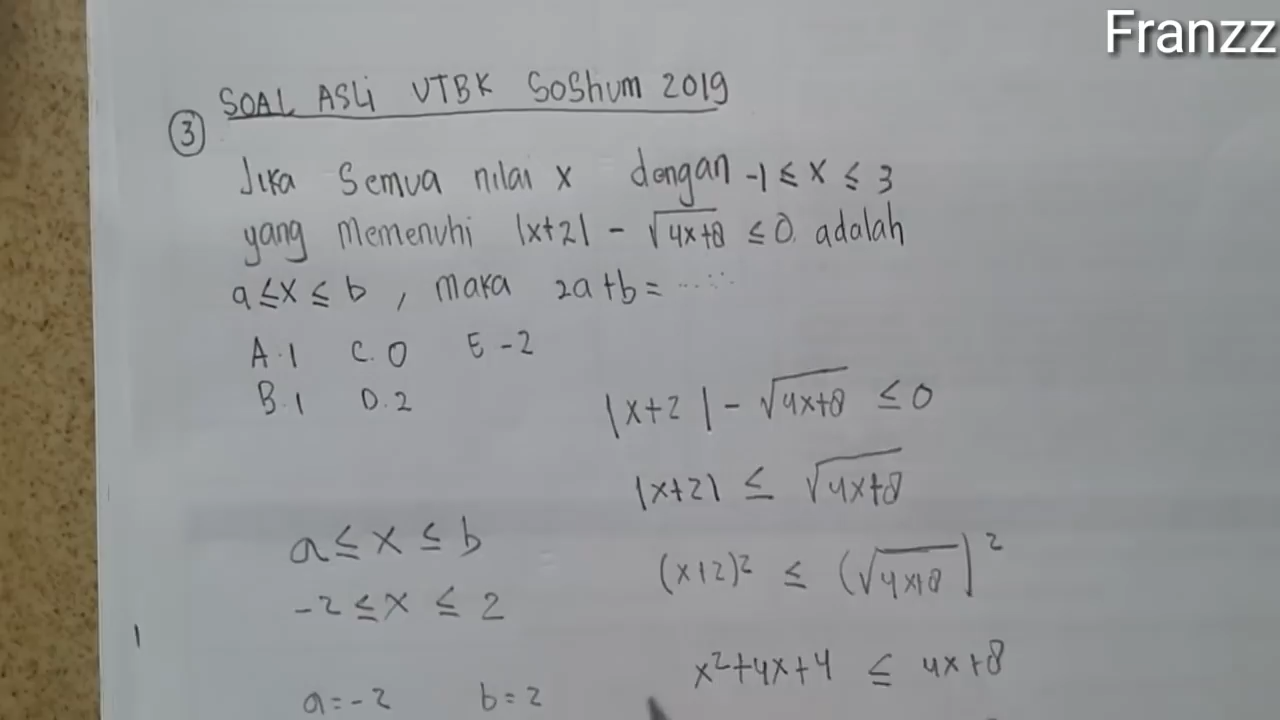 Franzz
SOAL ASLi UTBK SoShum 2019
③
Jika Semua nilai x dengan -1 ≤ x ≤ 3
yang memenuhi |x+2| - √4x+8 ≤ 0 adalah
a ≤ x ≤ b , maka 2a+b = ......
A. 1 C. 0 E -2
B. 1 D. 2
|x+2| - √4x+8 ≤ 0
|x+2| ≤ √4x+8
(x+2)² ≤ (√4x+8)²
x²+4x+4 ≤ 4x+8
a ≤ x ≤ b
-2 ≤ x ≤ 2
a=-2 b=2